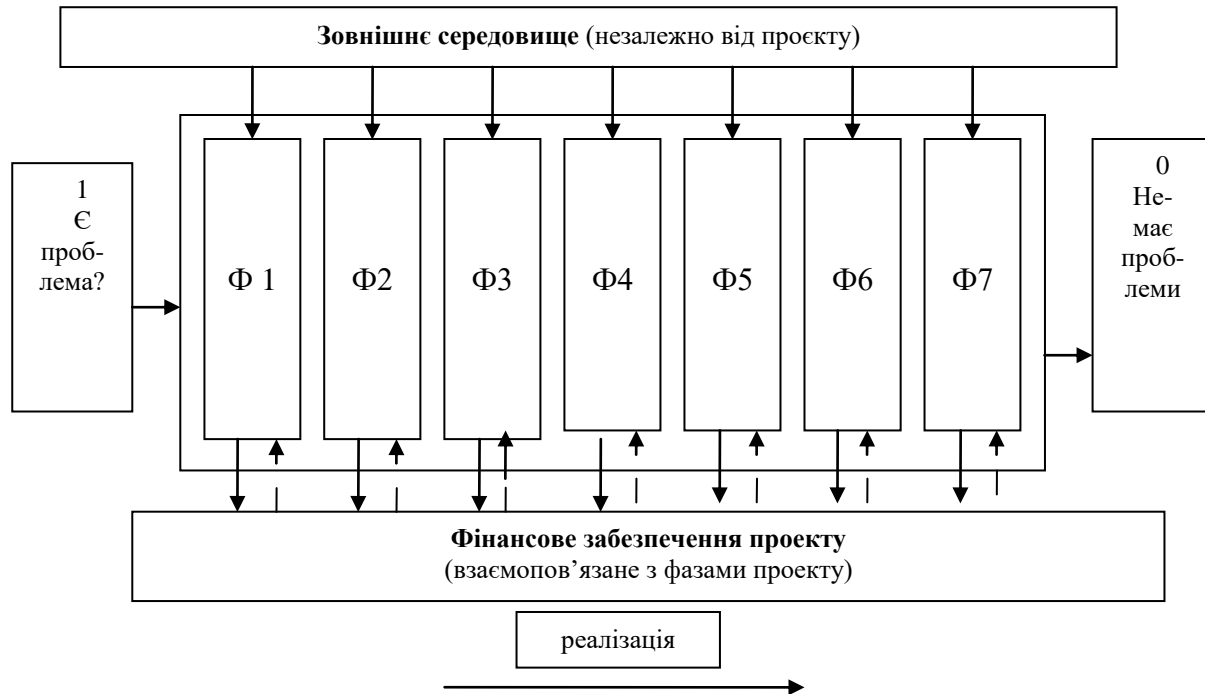 Зовнішнє середовище (незалежно від проєкту)
1
Є
проб-
лема?
Ф 1
Ф2
Ф3
Ф4
Ф5
Ф6
Ф7
0
Не-
має
проб-
леми
Фінансове забезпечення проекту
(взаємопов’язане з фазами проекту)
реалізація